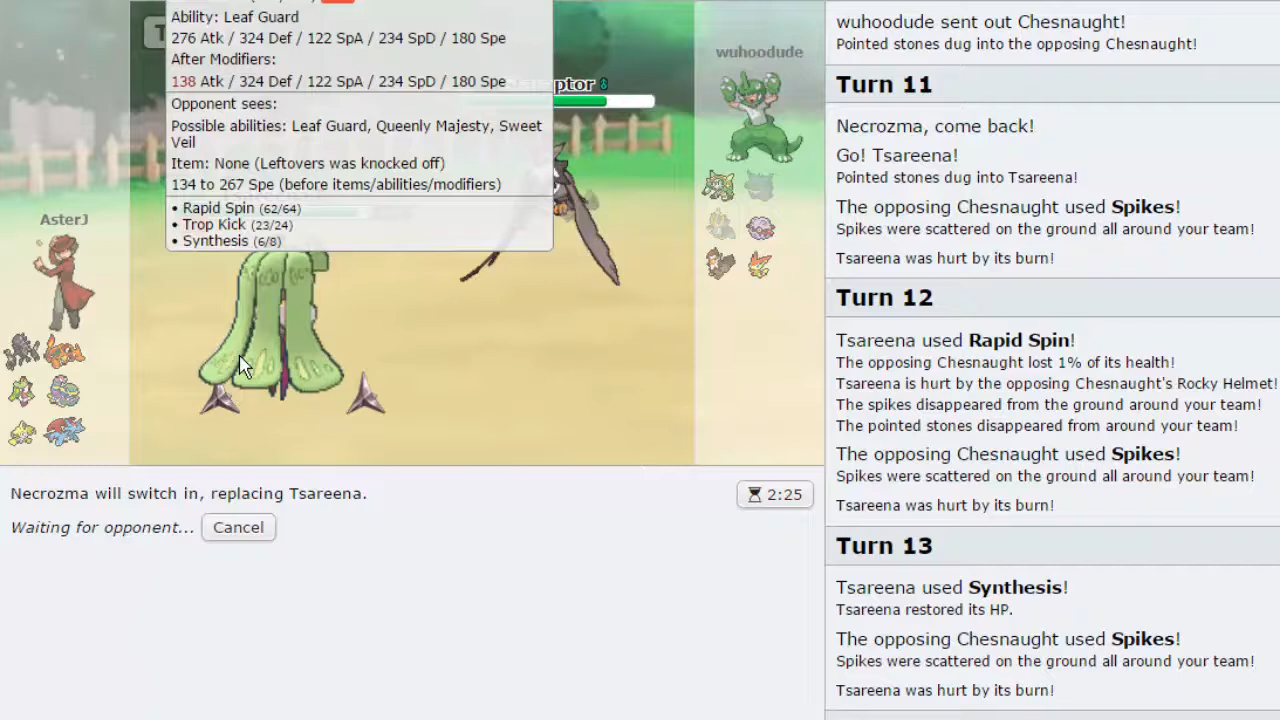 Ability: Leaf Guard
276 Atk / 324 Def / 122 SpA / 234 SpD / 180 Spe
After Modifiers:
138 Atk / 324 Def / 122 SpA / 234 SpD / 180 Spe
Opponent sees:
Possible abilities: Leaf Guard, Queenly Majesty, Sweet
Veil
Item: None (Leftovers was knocked off)
134 to 267 Spe (before items/abilities/modifiers)
• Rapid Spin (62/64)
• Trop Kick (23/24)
• Synthesis (6/8)
wuhoodude
AsterJ
Necrozma will switch in, replacing Tsareena.
2:25
Waiting for opponent... Cancel
wuhoodude sent out Chesnaught!
Pointed stones dug into the opposing Chesnaught!
Turn 11
Necrozma, come back!
Go! Tsareena!
Pointed stones dug into Tsareena!
The opposing Chesnaught used Spikes!
Spikes were scattered on the ground all around your team!
Tsareena was hurt by its burn!
Turn 12
Tsareena used Rapid Spin!
The opposing Chesnaught lost 1% of its health!
Tsareena is hurt by the opposing Chesnaught's Rocky Helmet!
The spikes disappeared from the ground around your team!
The pointed stones disappeared from around your team!
The opposing Chesnaught used Spikes!
Spikes were scattered on the ground all around your team!
Tsareena was hurt by its burn!
Turn 13
Tsareena used Synthesis!
Tsareena restored its HP.
The opposing Chesnaught used Spikes!
Spikes were scattered on the ground all around your team!
Tsareena was hurt by its burn!